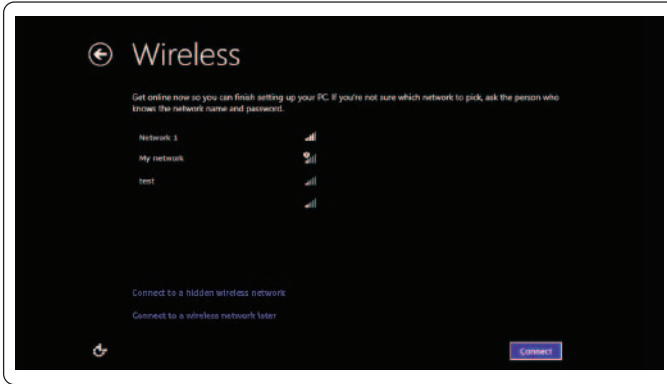 Wireless
Get online now so you can finish setting up your PC. If you're not sure which network to pick, ask the person who
knows the network name and password.
Network 1
My network
test
Connect to a hidden wireless network
Connect to a wireless network later
Connect